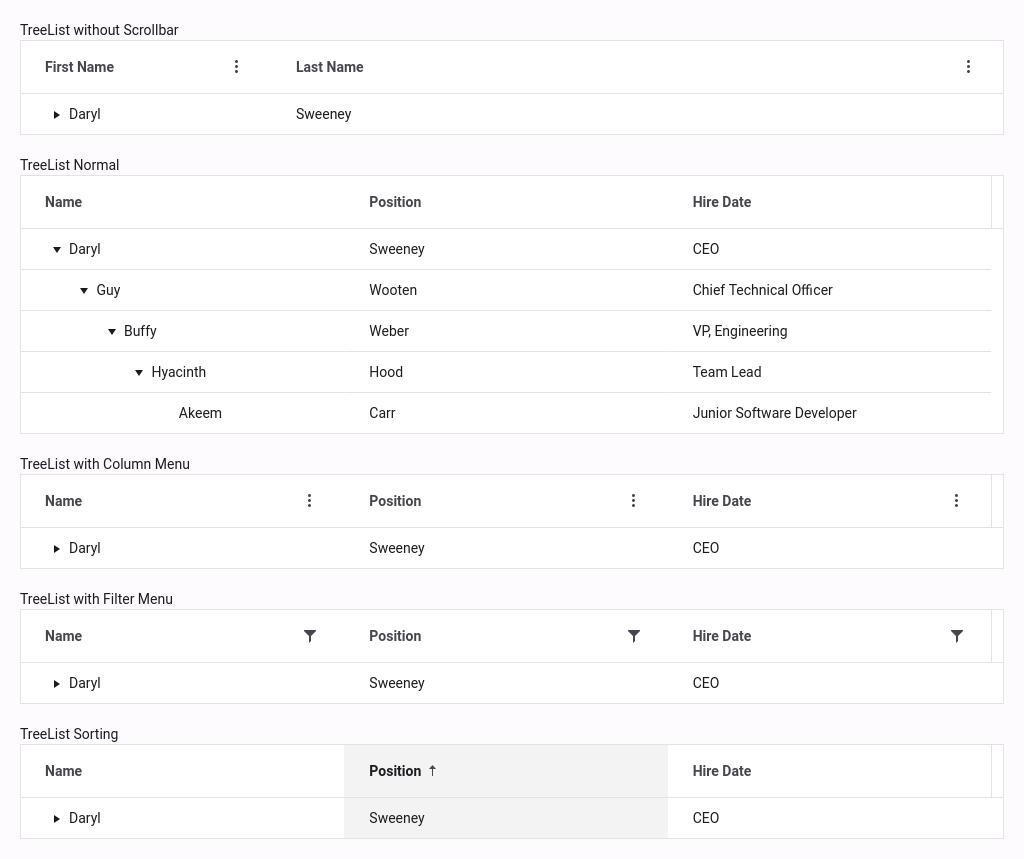 TreeList without Scrollbar
First Name Last Name
Daryl Sweeney
TreeList Normal
Name Position Hire Date
Daryl Sweeney CEO
Guy Wooten Chief Technical Officer
Buffy Weber VP, Engineering
Hyacinth Hood Team Lead
Akeem Carr Junior Software Developer
TreeList with Column Menu
Name Position Hire Date
Daryl Sweeney CEO
TreeList with Filter Menu
Name Position Hire Date
Daryl Sweeney CEO
TreeList Sorting
Name Position Hire Date
Daryl Sweeney CEO